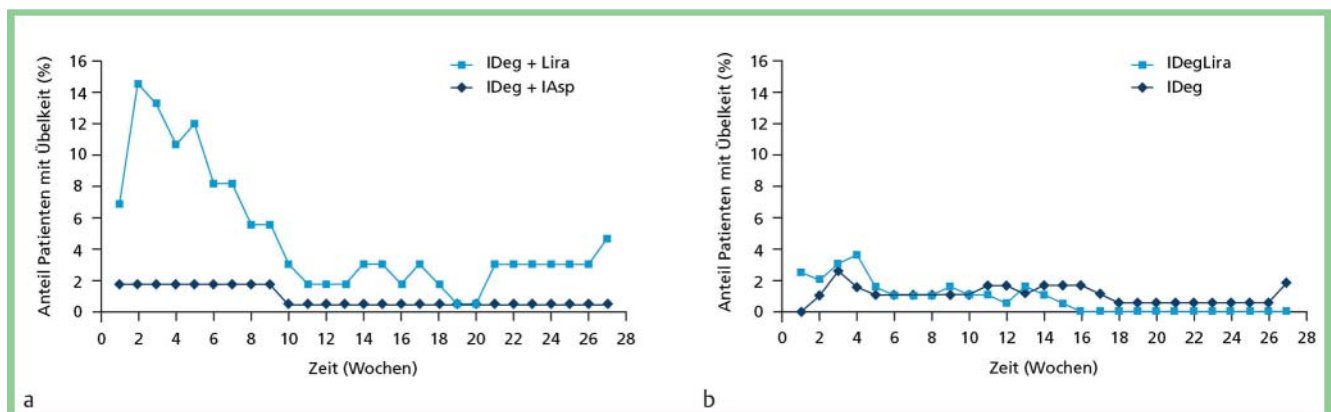 Anteil Patienten mit Übelkeit (%)
16
14
12
10
8
6
4
2
0
IDeg + Lira
IDeg + IAsp
0 2 4 6 8 10 12 14 16 18 20 22 24 26 28
Zeit (Wochen)
a
Anteil Patienten mit Übelkeit (%)
16
14
12
10
8
6
4
2
0
IDegLira
IDeg
0 2 4 6 8 10 12 14 16 18 20 22 24 26 28
Zeit (Wochen)
b